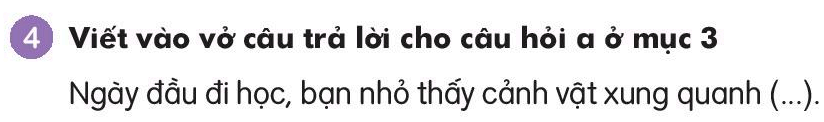 4 Viết vào vở câu trả lời cho câu hỏi a ở mục 3
Ngày đầu đi học, bạn nhỏ thấy cảnh vật xung quanh (...).